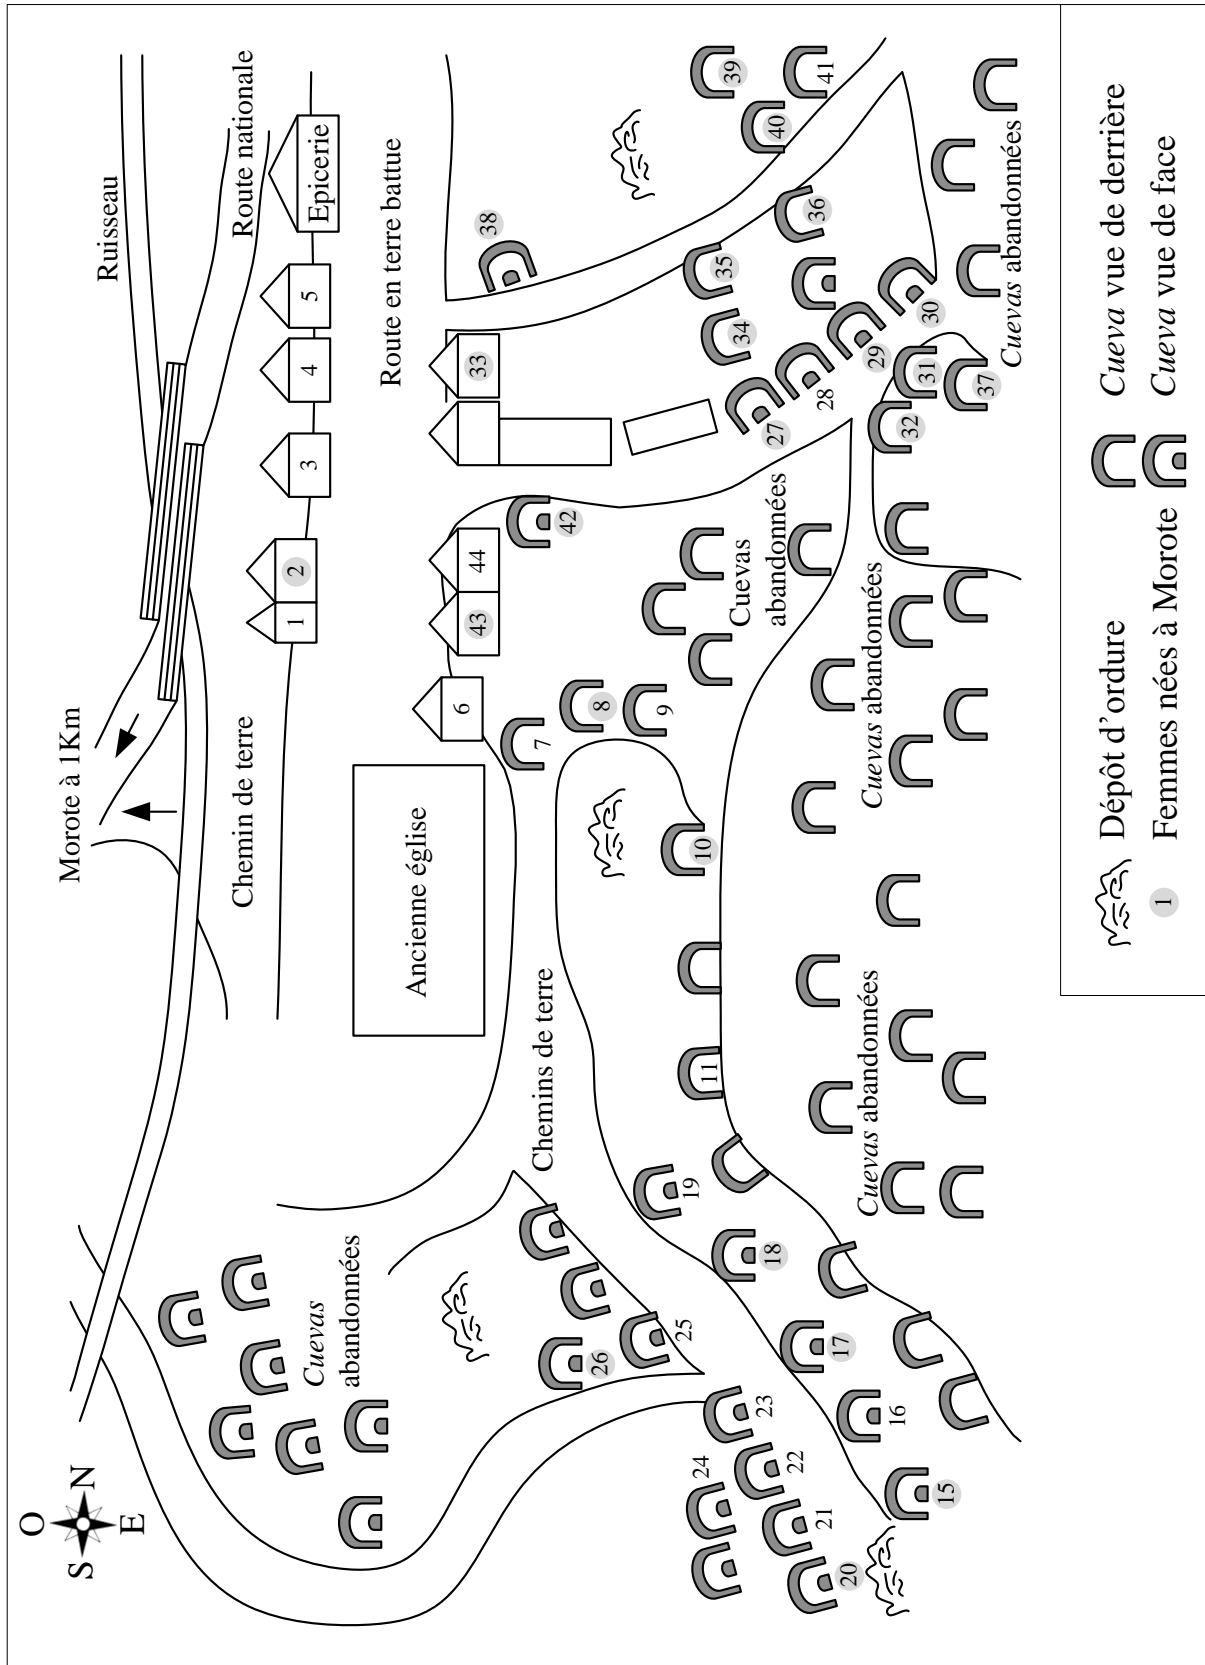 Ruisseau
Route nationale
Morote à 1Km
Chemin de terre
1
2
3
4
5
Epicerie
O
S
N
E
Cuevas
abandonnées
Ancienne église
6
43
44
33
Route en terre battue
38
42
7
8
9
10
Chemins de terre
11
19
18
17
16
15
26
25
23
22
24
21
20
Cuevas
abandonnées
27
28
29
30
31
32
37
34
35
36
39
40
41
Cuevas abandonnées
Cuevas abandonnées
Cuevas abandonnées
Dépôt d'ordure
1 Femmes nées à Morote
Cueva vue de derrière
Cueva vue de face